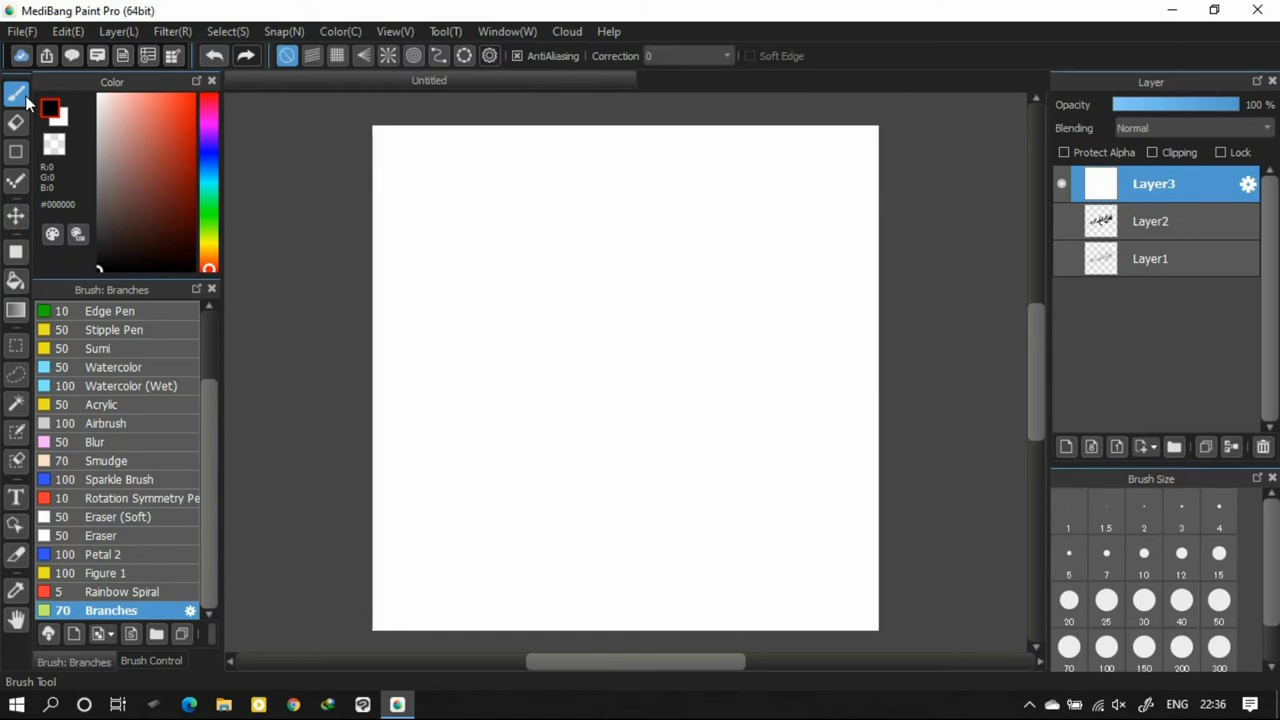 MediBang Paint Pro (64bit)
File(F) Edit(E) Layer(L) Filter(R) Select(S) Snap(N) Color(C) View(V) Tool(T) Window(W) Cloud Help
AntiAliasing Correction 0 Soft Edge
Color
Untitled
Layer
R:0
G:0
B:0
#000000
Opacity 100 %
Blending Normal
Protect Alpha Clipping Lock
Layer3
Layer2
Layer1
Brush: Branches
10 Edge Pen
50 Stipple Pen
50 Sumi
50 Watercolor
100 Watercolor (Wet)
50 Acrylic
100 Airbrush
50 Blur
70 Smudge
100 Sparkle Brush
10 Rotation Symmetry Pe
50 Eraser (Soft)
50 Eraser
100 Petal 2
100 Figure 1
5 Rainbow Spiral
70 Branches
Brush: Branches Brush Control
Brush Size
1 1.5 2 3 4
5 7 10 12 15
20 25 30 40 50
70 100 150 200 300
Brush Tool
ENG 22:36